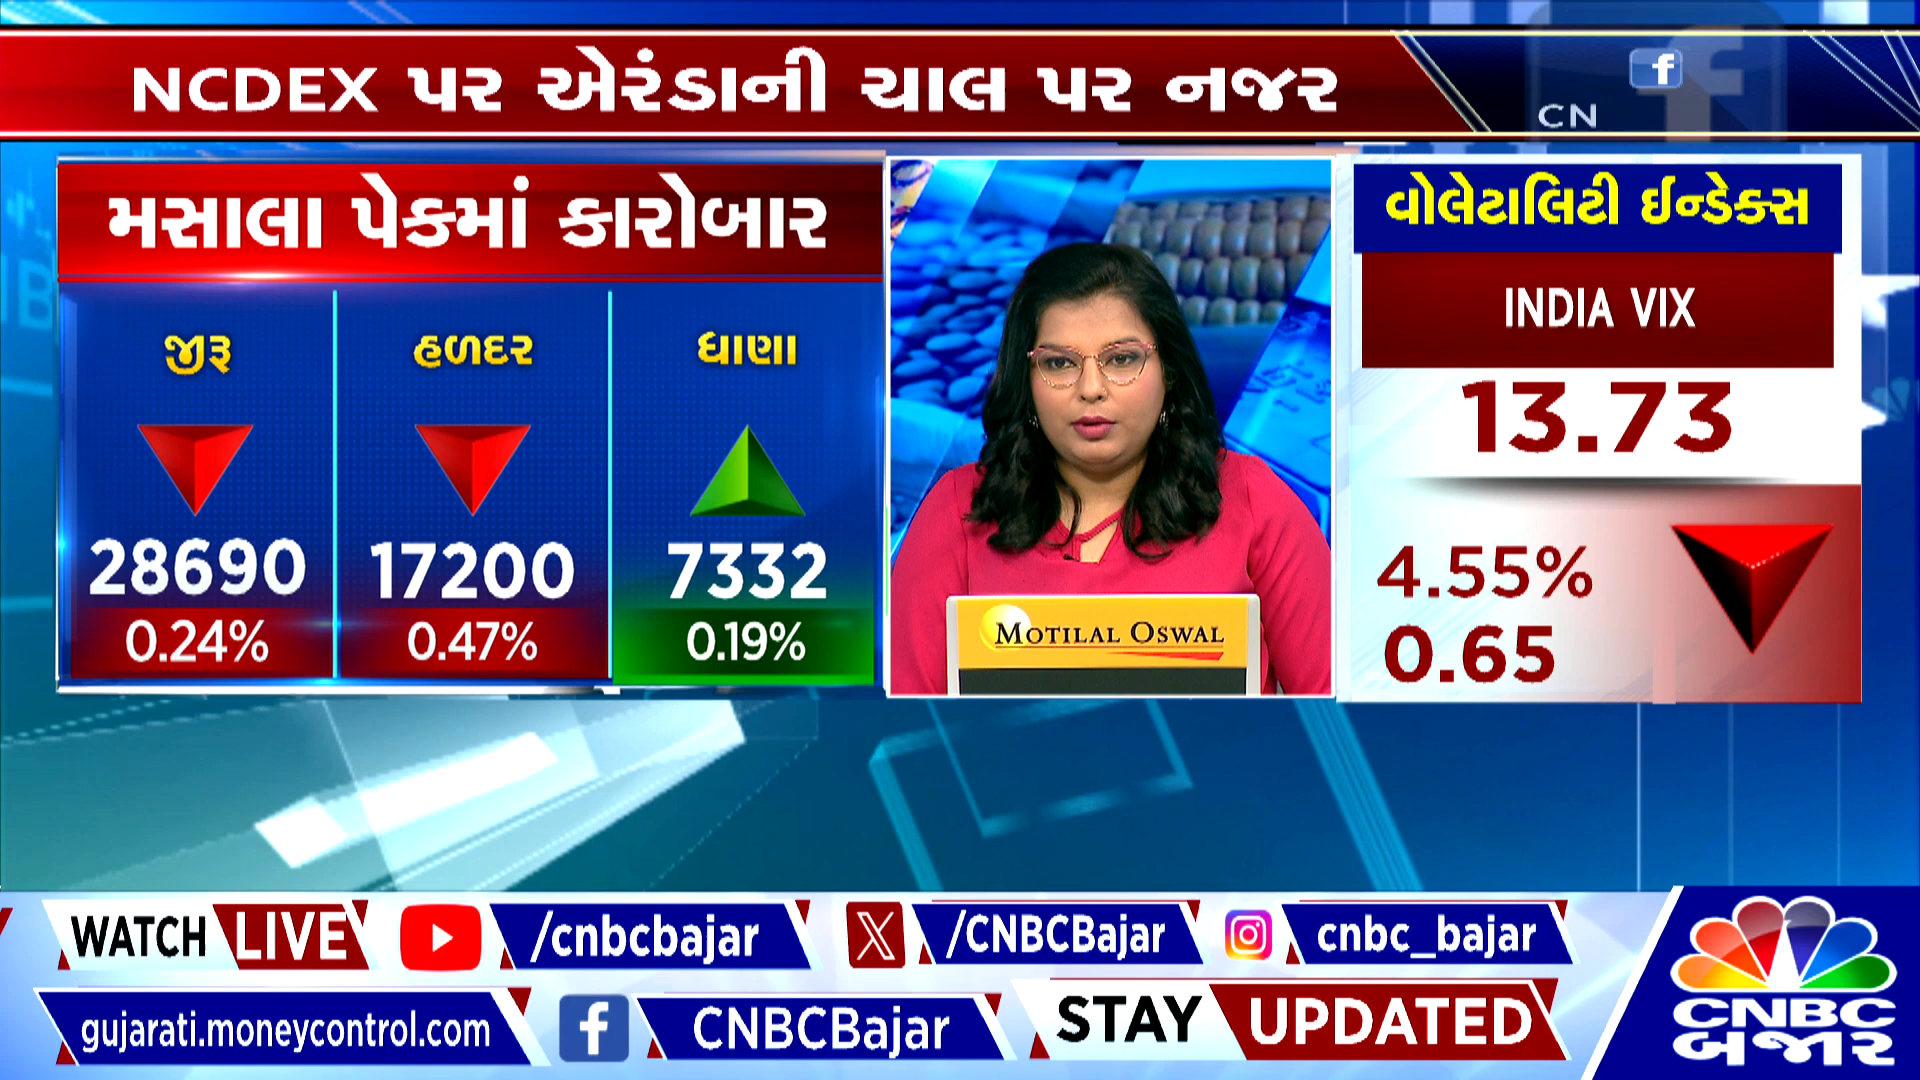 NCDEX પર એરંડાની ચાલ પર નજર
CN
મસાલા પેકમાં કારોબાર
જીરૂ
28690
0.24%
હળદર
17200
0.47%
ધાણા
7332
0.19%
MOTILAL OSWAL
વોલેટાલિટી ઈન્ડેક્સ
INDIA VIX
13.73
4.55%
0.65
WATCH LIVE /cnbcbajar /CNBCBajar cnbc_bajar
gujarati.moneycontrol.com CNBCBajar STAY UPDATED
CNBC
બજાર